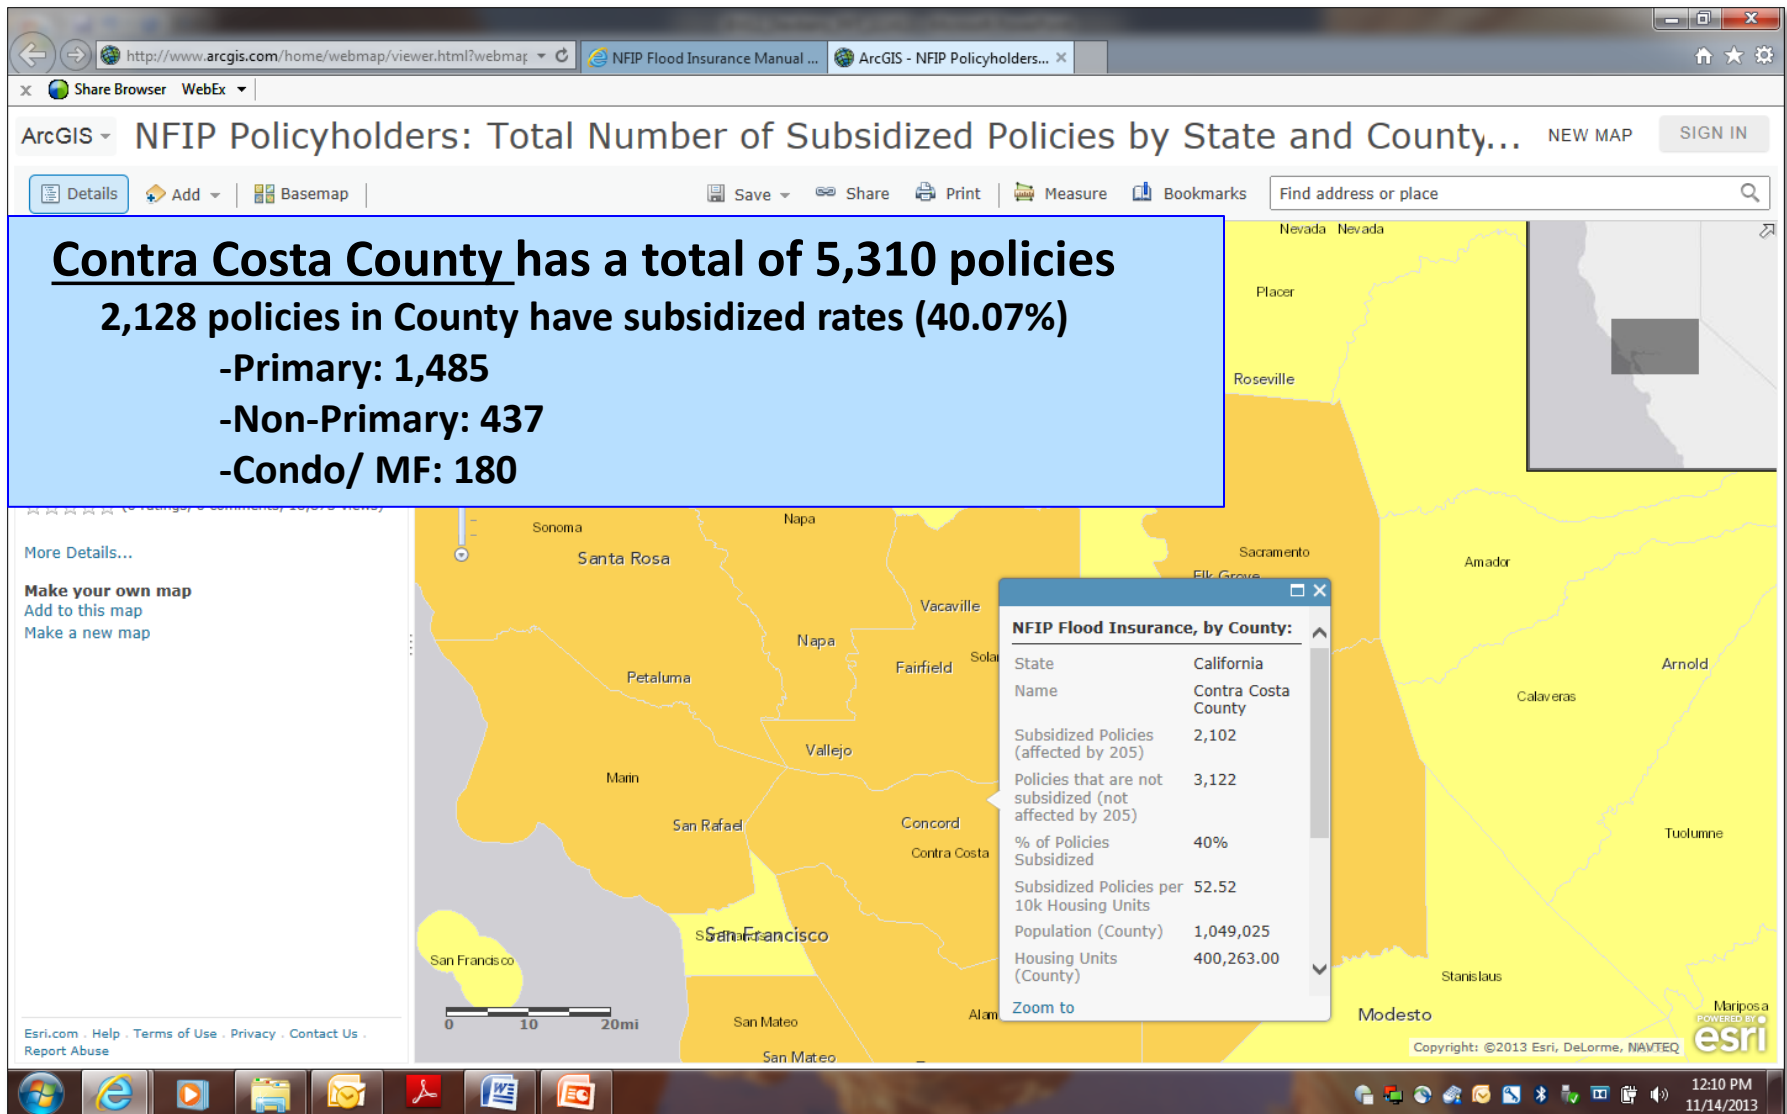 http://www.arcgis.com/home/webmap/viewer.html?webmap
NFIP Flood Insurance Manual ...
ArcGIS - NFIP Policyholders...
x Share Browser WebEx
ArcGIS NFIP Policyholders: Total Number of Subsidized Policies by State and County... NEW MAP SIGN IN
Details Add Basemap Save Share Print Measure Bookmarks Find address or place
Contra Costa County has a total of 5,310 policies
2,128 policies in County have subsidized rates (40.07%)
-Primary: 1,485
-Non-Primary: 437
-Condo/ MF: 180
More Details...
Make your own map
Add to this map
Make a new map
Esri.com . Help . Terms of Use . Privacy . Contact Us .
Report Abuse
Nevada Nevada
Placer
Roseville
Sonoma
Napa
Santa Rosa
Sacramento
Elk Grove
Amador
Vacaville
Napa
Fairfield
Petaluma
Arnold
Calaveras
Vallejo
Marin
San Rafael
Concord
Contra Costa
Tuolumne
San Francisco
San Francisco
Stanislaus
Modesto
Mariposa
San Mateo
San Mateo
0 10 20mi
NFIP Flood Insurance, by County:
State California
Name Contra Costa
County
Subsidized Policies 2,102
(affected by 205)
Policies that are not 3,122
subsidized (not
affected by 205)
% of Policies 40%
Subsidized
Subsidized Policies per 52.52
10k Housing Units
Population (County) 1,049,025
Housing Units 400,263.00
(County)
Zoom to
POWERED BY
esri
Copyright: ©2013 Esri, DeLorme, NAVTEQ
12:10 PM
11/14/2013